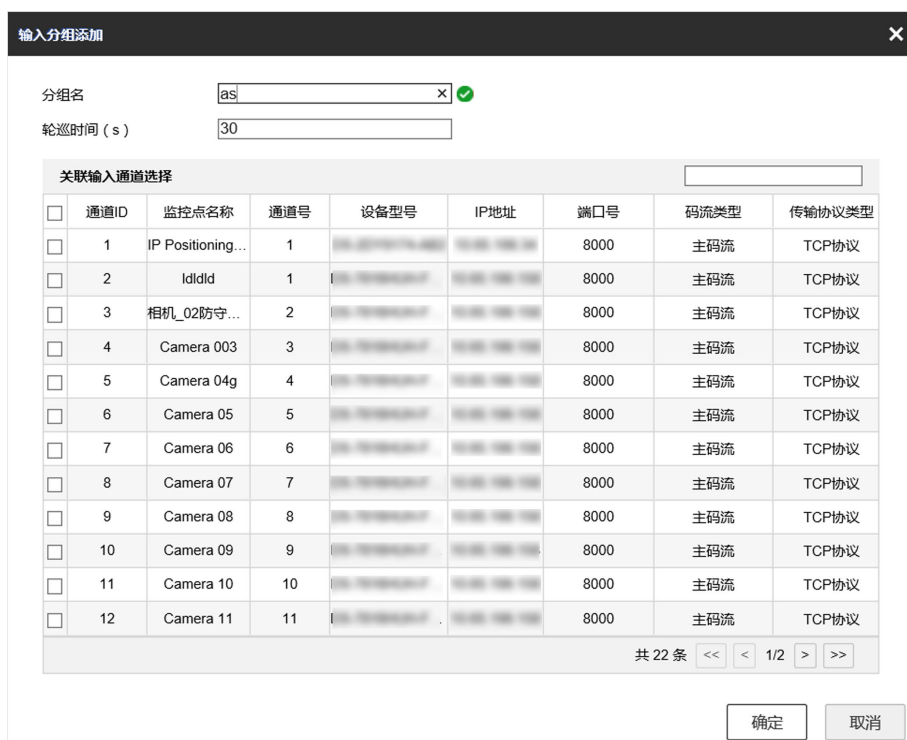 输入分组添加
分组名 as
轮巡时间（s） 30
关联输入通道选择
通道ID 监控点名称 通道号 设备型号 IP地址 端口号 码流类型 传输协议类型
1 IP Positioning... 1 8000 主码流 TCP协议
2 ldldld 1 8000 主码流 TCP协议
3 相机_02防守... 2 8000 主码流 TCP协议
4 Camera 003 3 8000 主码流 TCP协议
5 Camera 04g 4 8000 主码流 TCP协议
6 Camera 05 5 8000 主码流 TCP协议
7 Camera 06 6 8000 主码流 TCP协议
8 Camera 07 7 8000 主码流 TCP协议
9 Camera 08 8 8000 主码流 TCP协议
10 Camera 09 9 8000 主码流 TCP协议
11 Camera 10 10 8000 主码流 TCP协议
12 Camera 11 11 8000 主码流 TCP协议
共 22 条 << < 1/2 > >>
确定 取消